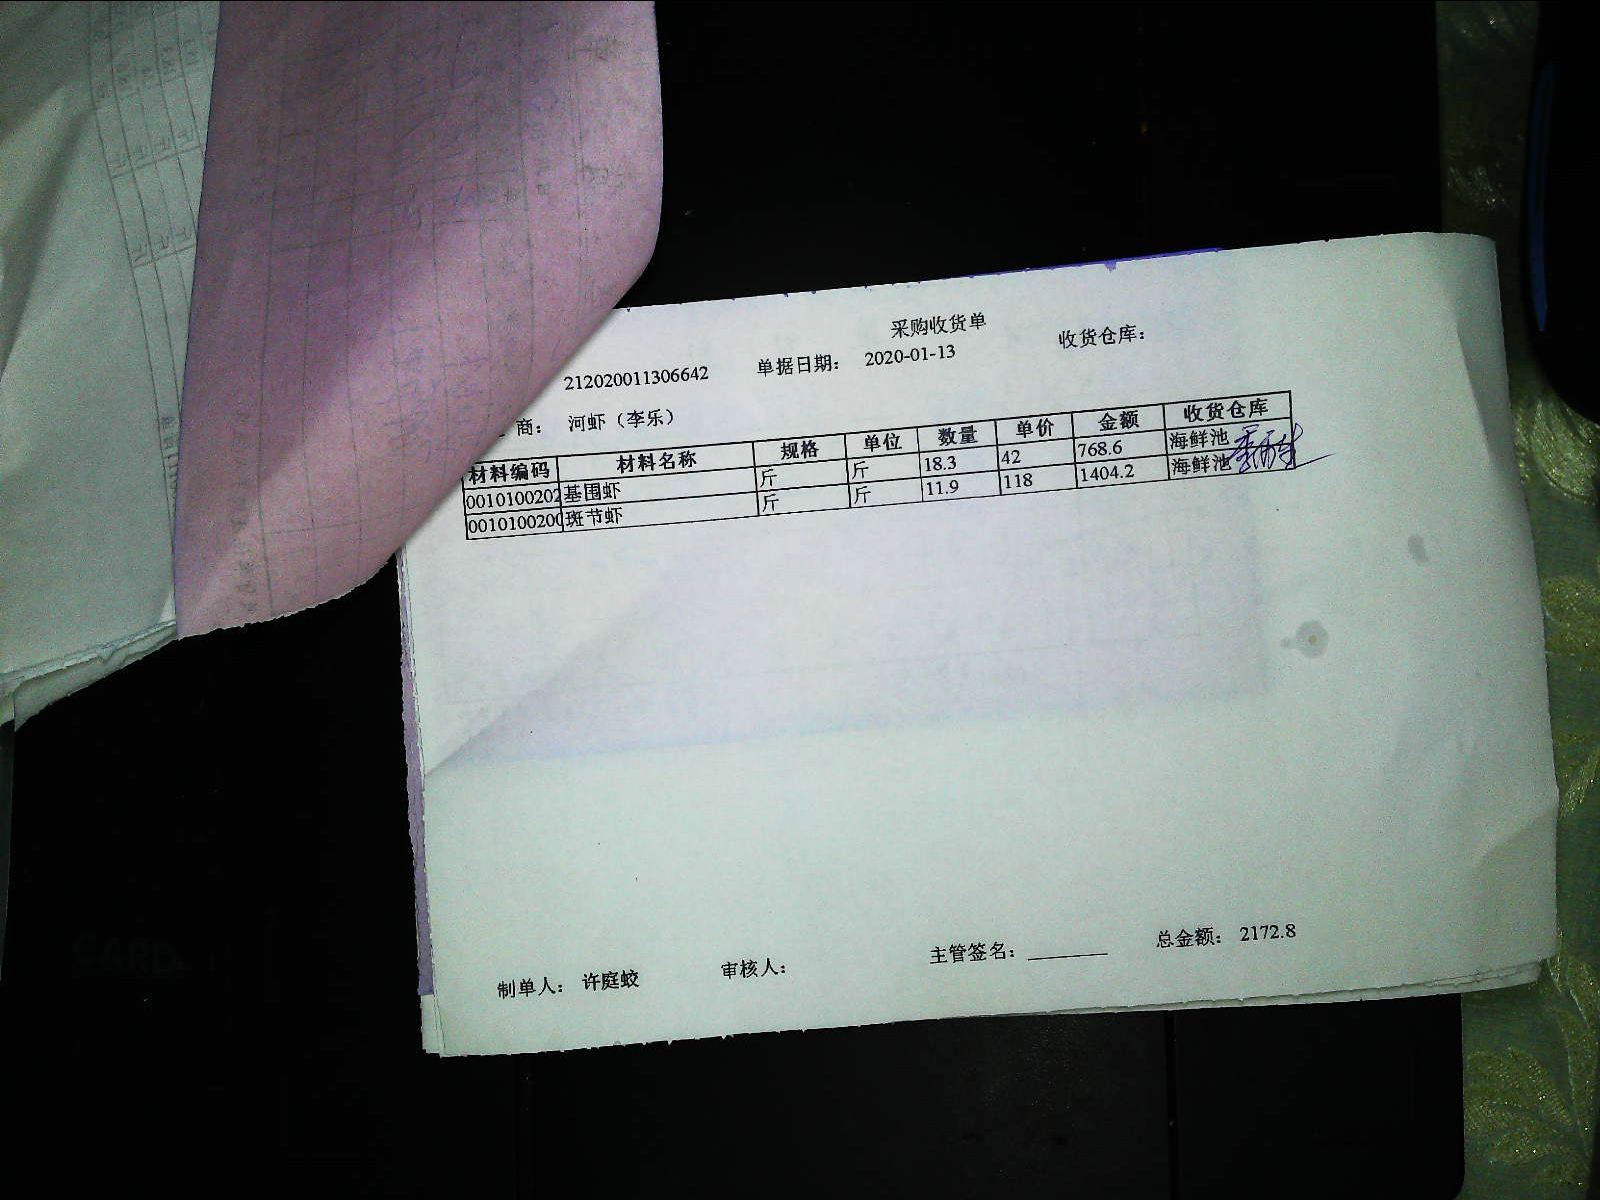 采购收货单
212020011306642 单据日期: 2020-01-13 收货仓库:
商: 河虾(李乐)
材料编码 材料名称 规格 单位 数量 单价 金额 收货仓库
0010100202 基围虾 斤 斤 18.3 42 768.6 海鲜池
001010020 斑节虾 斤 斤 11.9 118 1404.2 海鲜池
制单人: 许庭蛟 审核人: 主管签名: 总金额: 2172.8